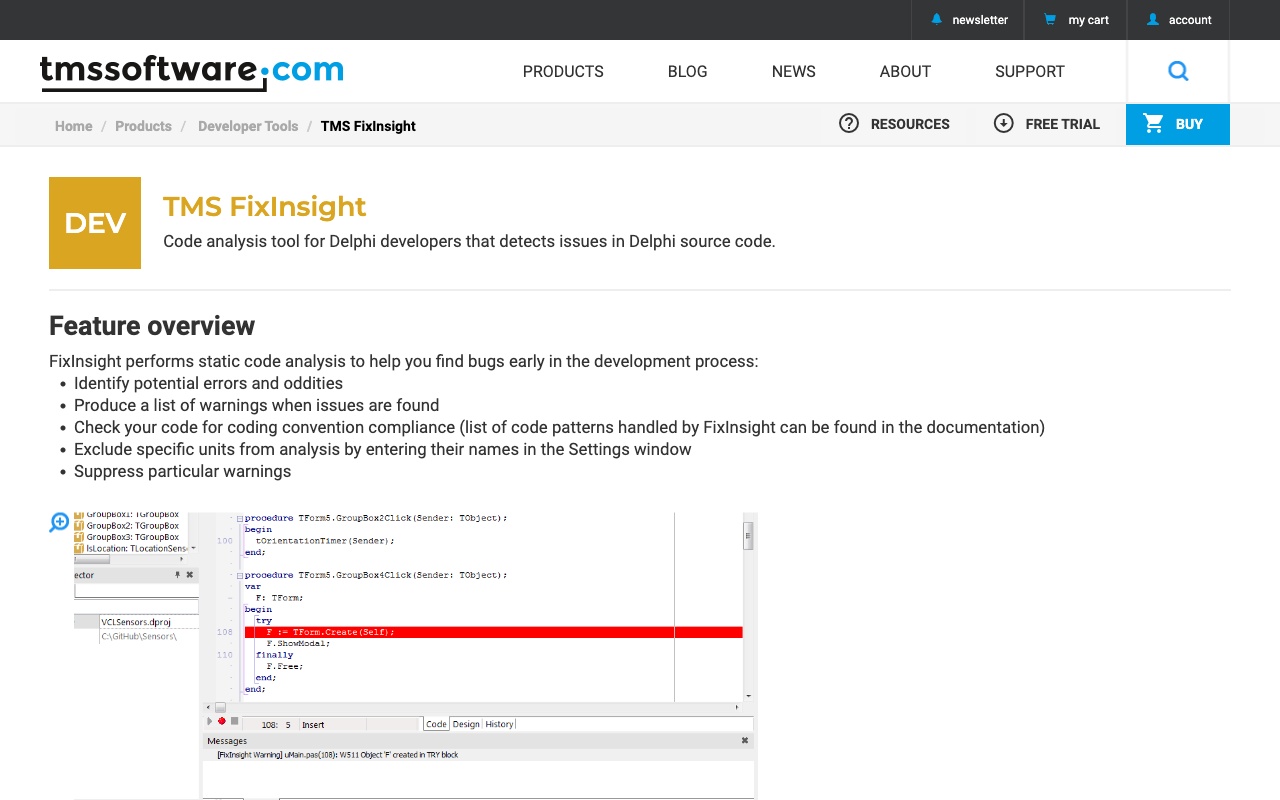 newsletter
my cart
account
tmssoftware.com
PRODUCTS
BLOG
NEWS
ABOUT
SUPPORT
Home / Products / Developer Tools / TMS FixInsight
RESOURCES
FREE TRIAL
BUY
DEV
TMS FixInsight
Code analysis tool for Delphi developers that detects issues in Delphi source code.
Feature overview
FixInsight performs static code analysis to help you find bugs early in the development process:
• Identify potential errors and oddities
• Produce a list of warnings when issues are found
• Check your code for coding convention compliance (list of code patterns handled by FixInsight can be found in the documentation)
• Exclude specific units from analysis by entering their names in the Settings window
• Suppress particular warnings
GroupBox1: TGroupBox
GroupBox2: TGroupBox
GroupBox3: TGroupBox
lsLocation: TLocationSens
ector
VCLSensors.dproj
C:\GitHub\Sensors\
procedure TForm5.GroupBox2Click(Sender: TObject);
begin
100 tOrientationTimer(Sender);
end;
procedure TForm5.GroupBox4Click(Sender: TObject);
var
F: TForm;
begin
try
108 F := TForm.Create(Self);
F.ShowModal;
110 finally
F.Free;
end;
end;
108: 5 Insert
Code Design History
Messages
[FixInsight Warning] uMain.pas(108): W511 Object 'F' created in TRY block